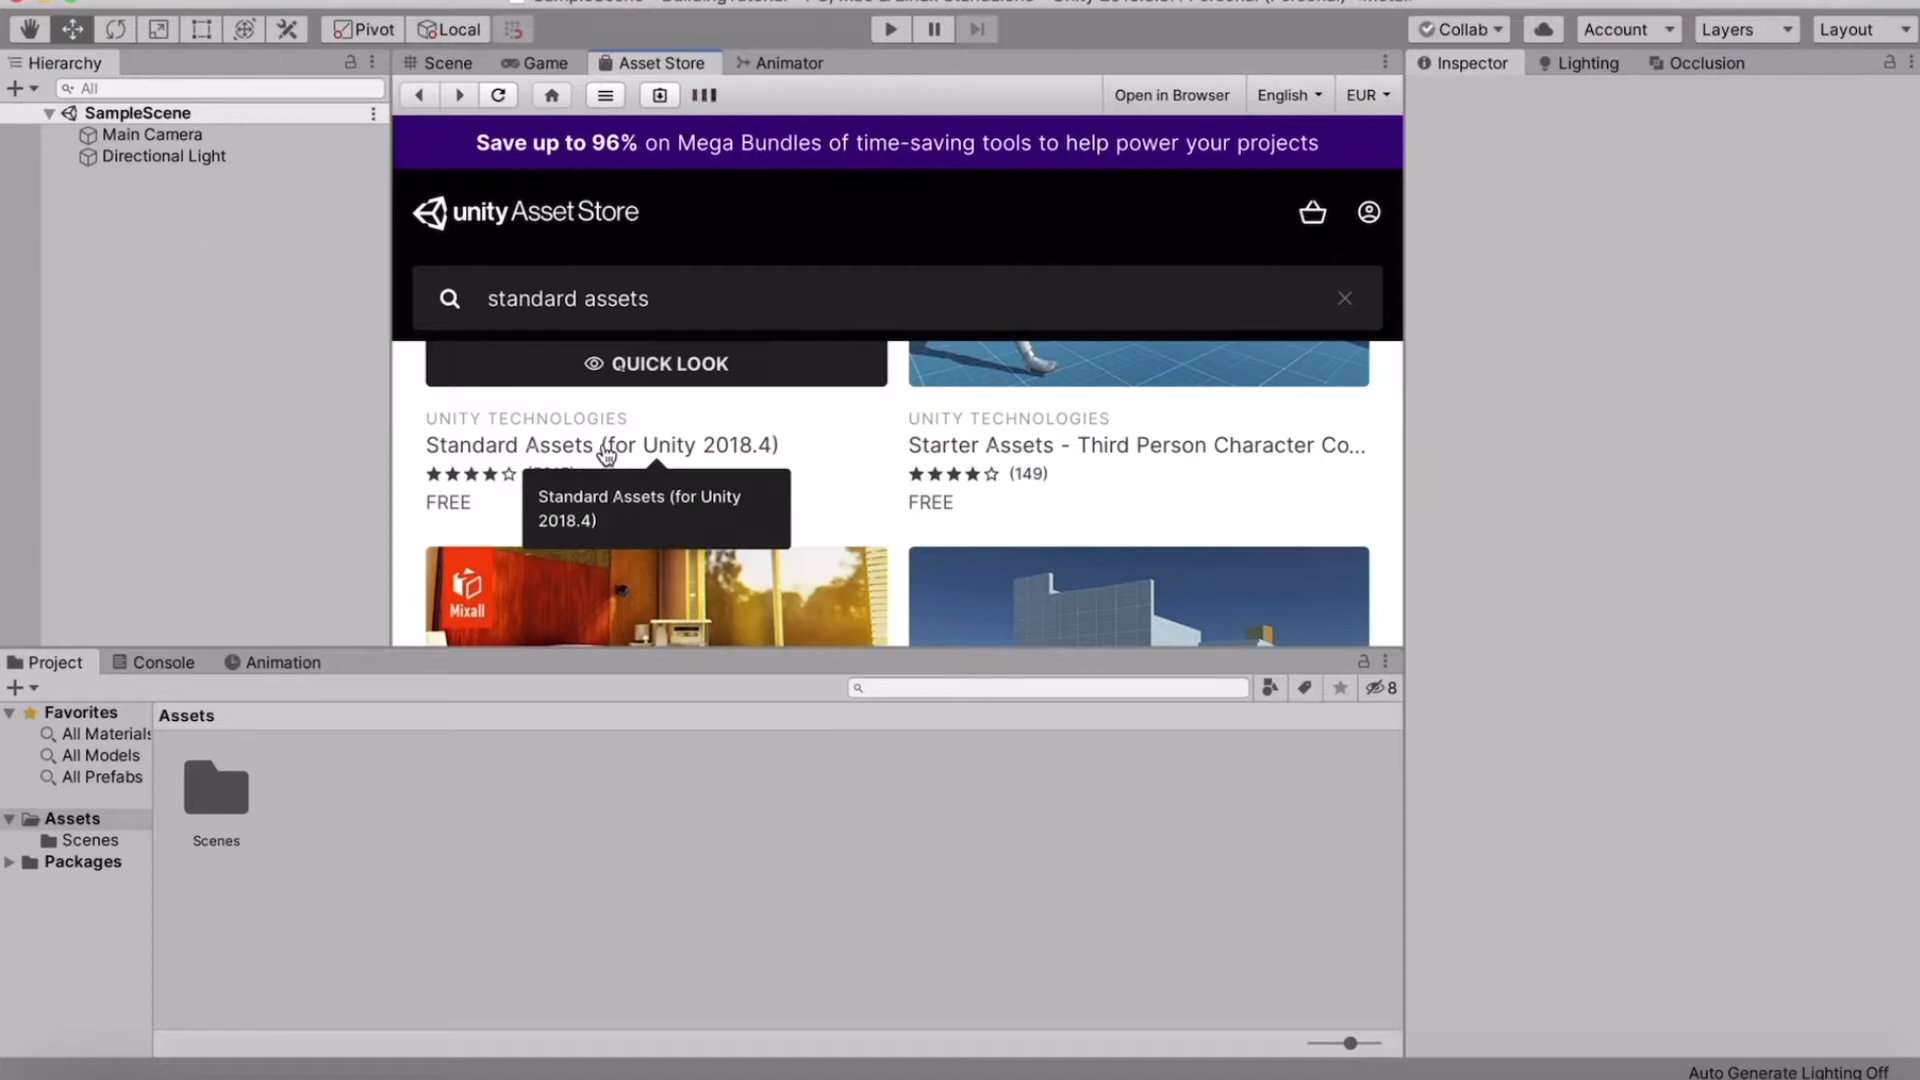 Pivot
Local
Collab
Account
Layers
Layout
Hierarchy
Scene
Game
Asset Store
Animator
Inspector
Lighting
Occlusion
All
Open in Browser
English
EUR
SampleScene
Main Camera
Directional Light
Save up to 96% on Mega Bundles of time-saving tools to help power your projects
unity Asset Store
standard assets
QUICK LOOK
UNITY TECHNOLOGIES
Standard Assets (for Unity 2018.4)
FREE
Standard Assets (for Unity
2018.4)
UNITY TECHNOLOGIES
Starter Assets - Third Person Character Co...
(149)
FREE
Mixall
Project
Console
Animation
8
Favorites
All Materials
All Models
All Prefabs
Assets
Scenes
Packages
Assets
Scenes
Auto Generate Lighting Off